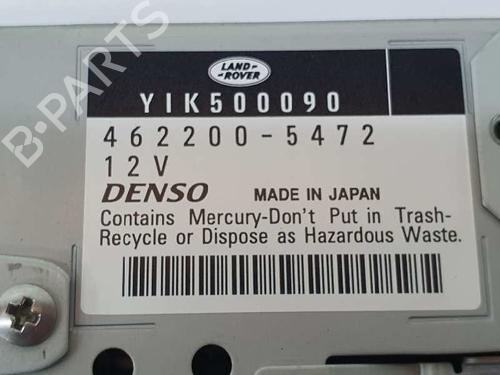 LAND-
ROVER
YIK500090
462200-5472
12V
DENSO MADE IN JAPAN
Contains Mercury-Don't Put in Trash-
Recycle or Dispose as Hazardous Waste.
B-PARTS